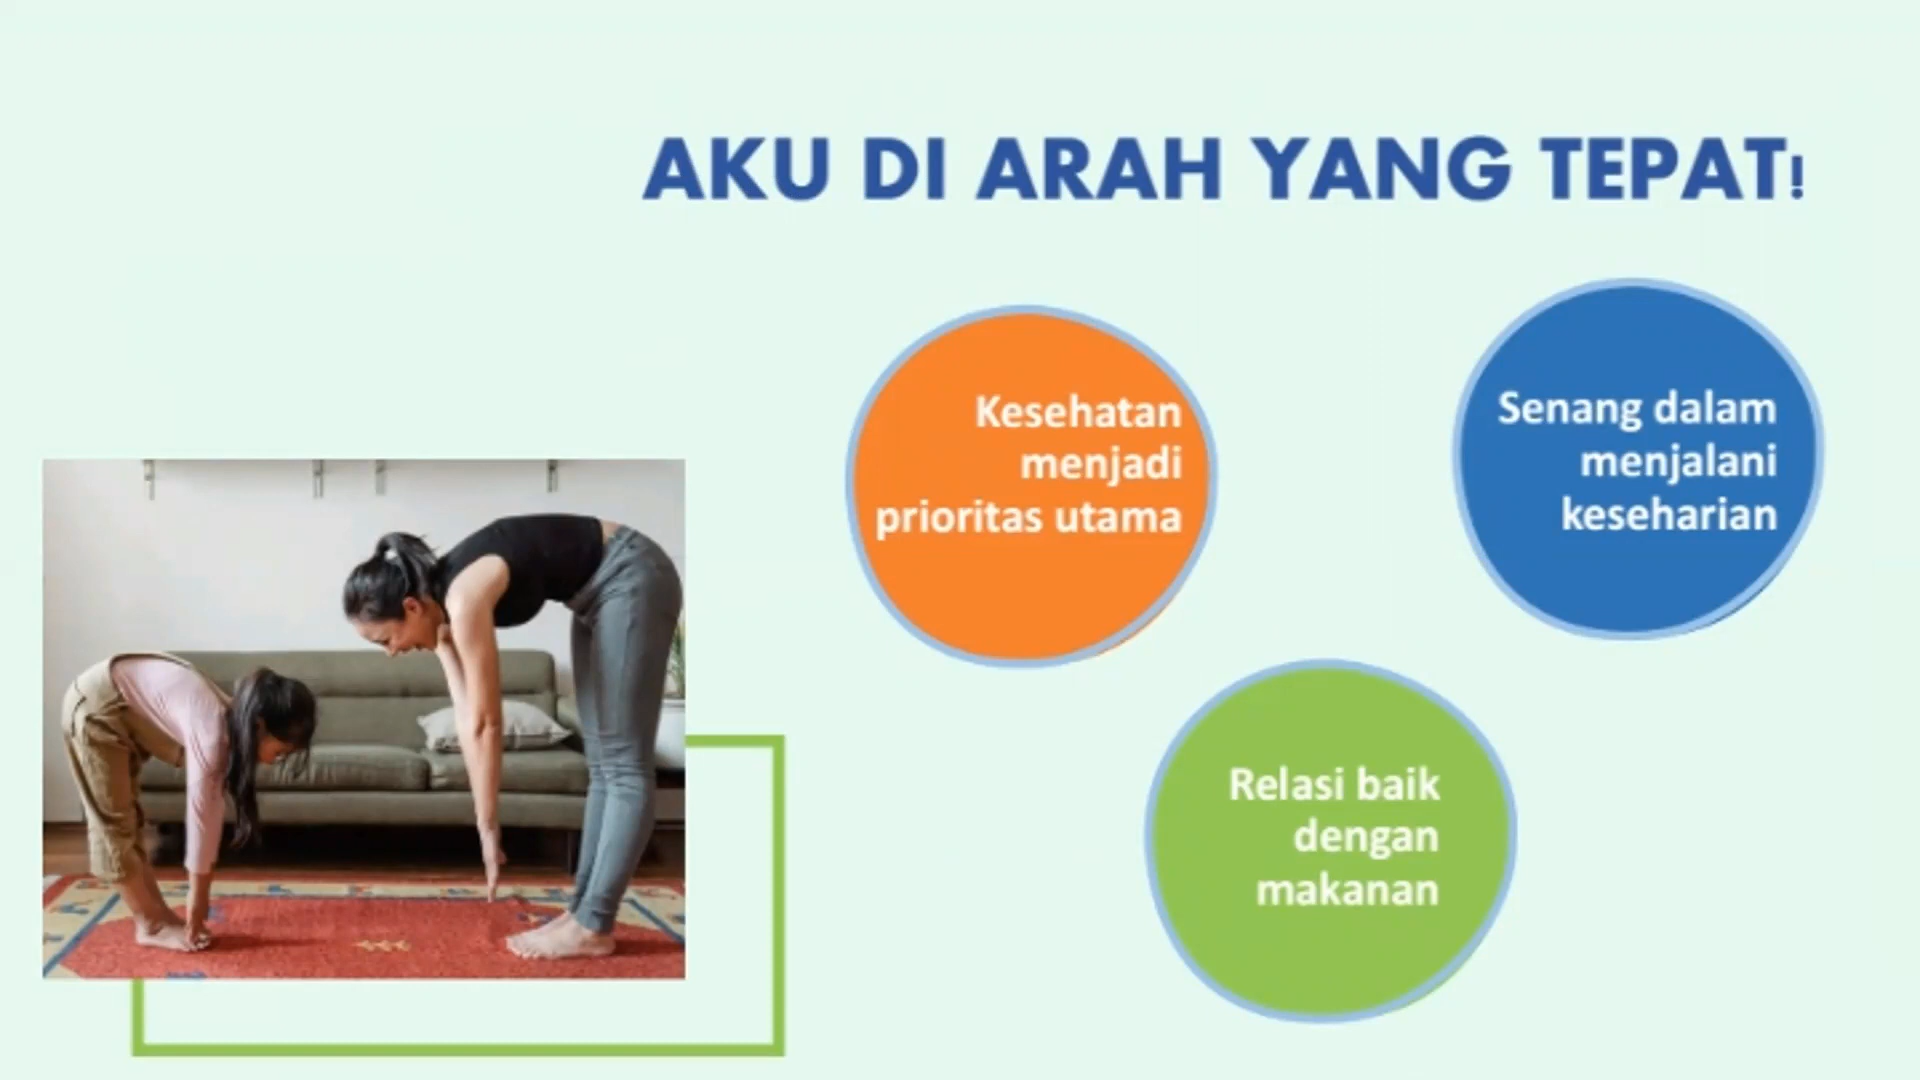 AKU DI ARAH YANG TEPAT!
Kesehatan
menjadi
prioritas utama
Senang dalam
menjalani
keseharian
Relasi baik
dengan
makanan